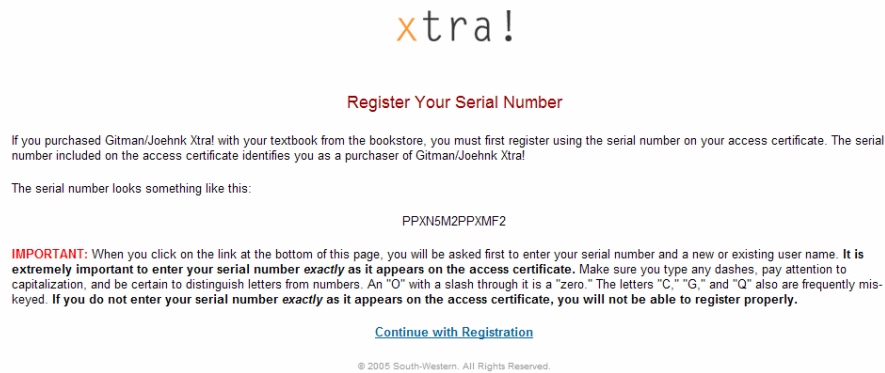 xtra!
Register Your Serial Number
If you purchased Gitman/Joehnk Xtra! with your textbook from the bookstore, you must first register using the serial number on your access certificate. The serial
number included on the access certificate identifies you as a purchaser of Gitman/Joehnk Xtra!
The serial number looks something like this:
PPXN5M2PPXMF2
IMPORTANT: When you click on the link at the bottom of this page, you will be asked first to enter your serial number and a new or existing user name. It is
extremely important to enter your serial number exactly as it appears on the access certificate. Make sure you type any dashes, pay attention to
capitalization, and be certain to distinguish letters from numbers. An "O" with a slash through it is a "zero." The letters "C," "G," and "Q" also are frequently mis-
keyed. If you do not enter your serial number exactly as it appears on the access certificate, you will not be able to register properly.
Continue with Registration
© 2005 South-Western. All Rights Reserved.